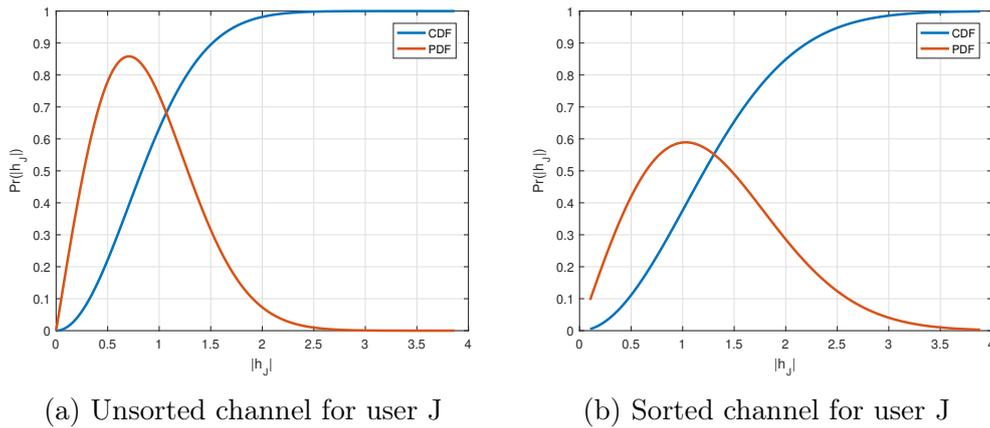 1
0.9
0.8
0.7
0.6
0.5
0.4
0.3
0.2
0.1
0
Pr(|h_J|)
0 0.5 1 1.5 2 2.5 3 3.5 4
|h_J|
CDF
PDF
(a) Unsorted channel for user J
1
0.9
0.8
0.7
0.6
0.5
0.4
0.3
0.2
0.1
0
Pr(|h_J|)
0 0.5 1 1.5 2 2.5 3 3.5 4
|h_J|
CDF
PDF
(b) Sorted channel for user J